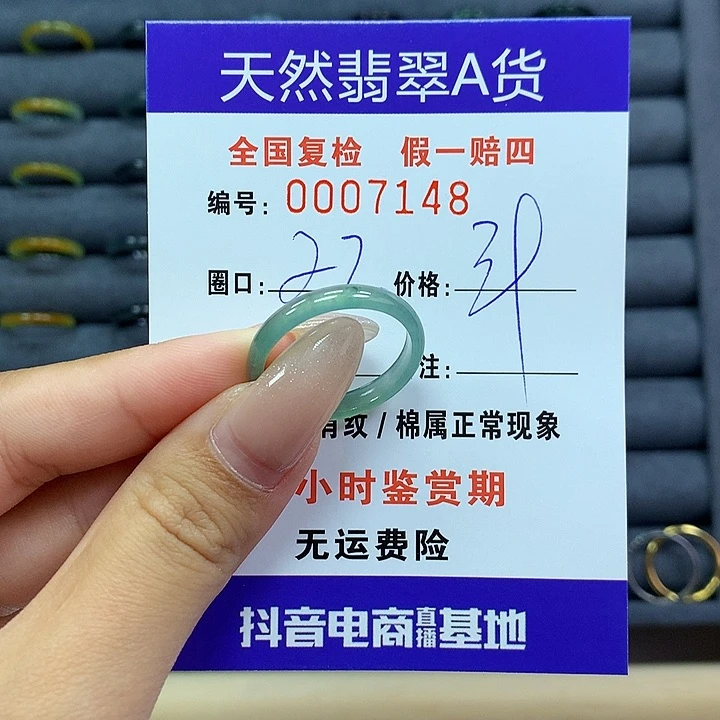 天然翡翠A货
全国复检 假一赔四
编号: 0007148
圈口: 价格:
注:
有纹/棉属正常现象
小时鉴赏期
无运费险
抖音电商直播基地